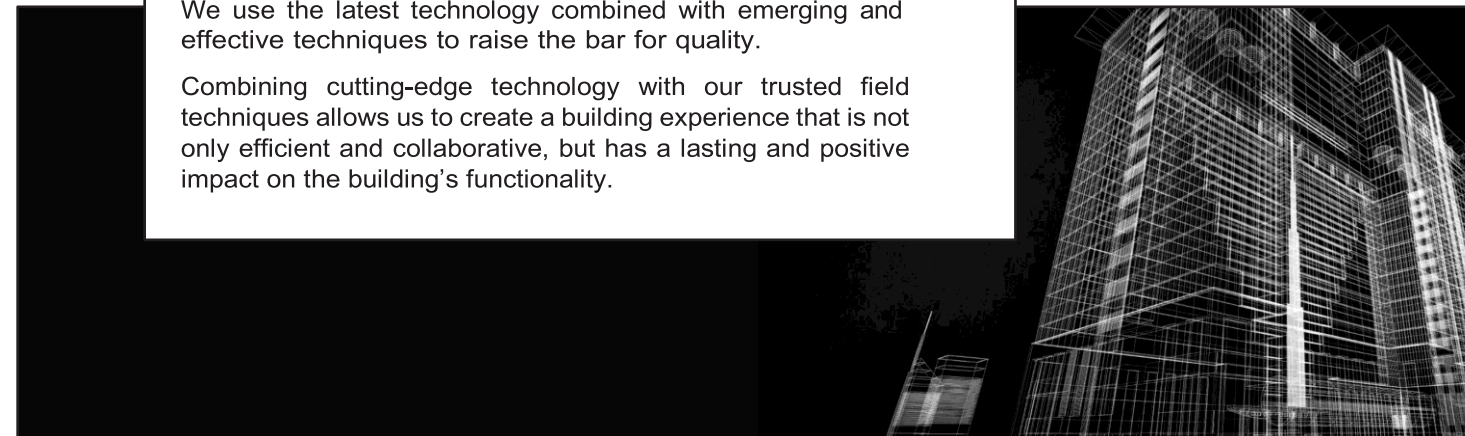 We use the latest technology combined with emerging and
effective techniques to raise the bar for quality.
Combining cutting-edge technology with our trusted field
techniques allows us to create a building experience that is not
only efficient and collaborative, but has a lasting and positive
impact on the building’s functionality.